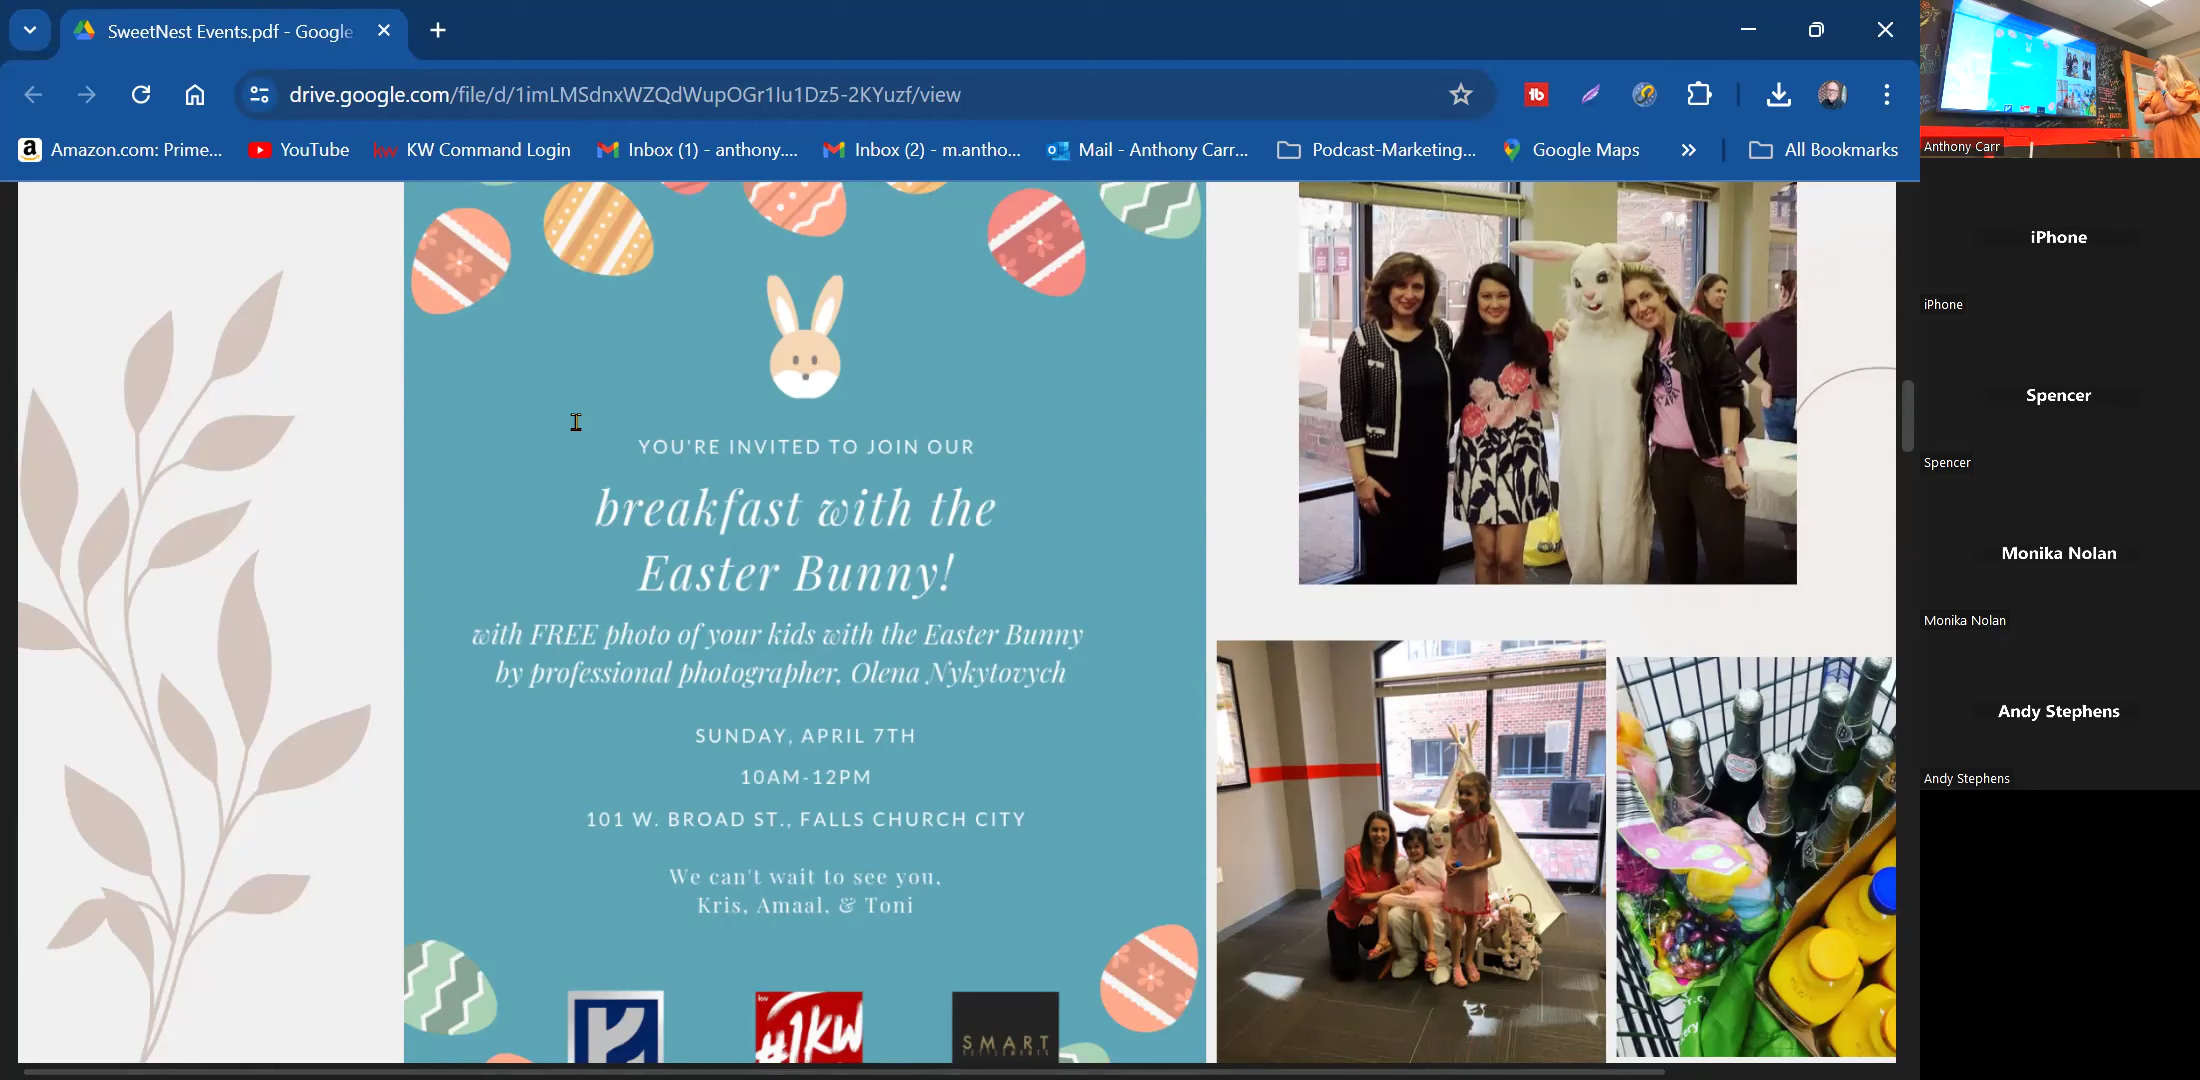 SweetNest Events.pdf - Google
drive.google.com/file/d/1imLMSdnxWZQdWupOGr1Iu1Dz5-2KYuzf/view
Amazon.com: Prime...
YouTube
kw KW Command Login
Inbox (1) - anthony....
Inbox (2) - m.antho...
Mail - Anthony Carr...
Podcast-Marketing...
Google Maps
All Bookmarks
YOU'RE INVITED TO JOIN OUR
breakfast with the
Easter Bunny!
with FREE photo of your kids with the Easter Bunny
by professional photographer, Olena Nykytovych
SUNDAY, APRIL 7TH
10AM-12PM
101 W. BROAD ST., FALLS CHURCH CITY
We can't wait to see you,
Kris, Amaal, & Toni
kw
#1KW
SMART
Anthony Carr
iPhone
iPhone
Spencer
Spencer
Monika Nolan
Monika Nolan
Andy Stephens
Andy Stephens